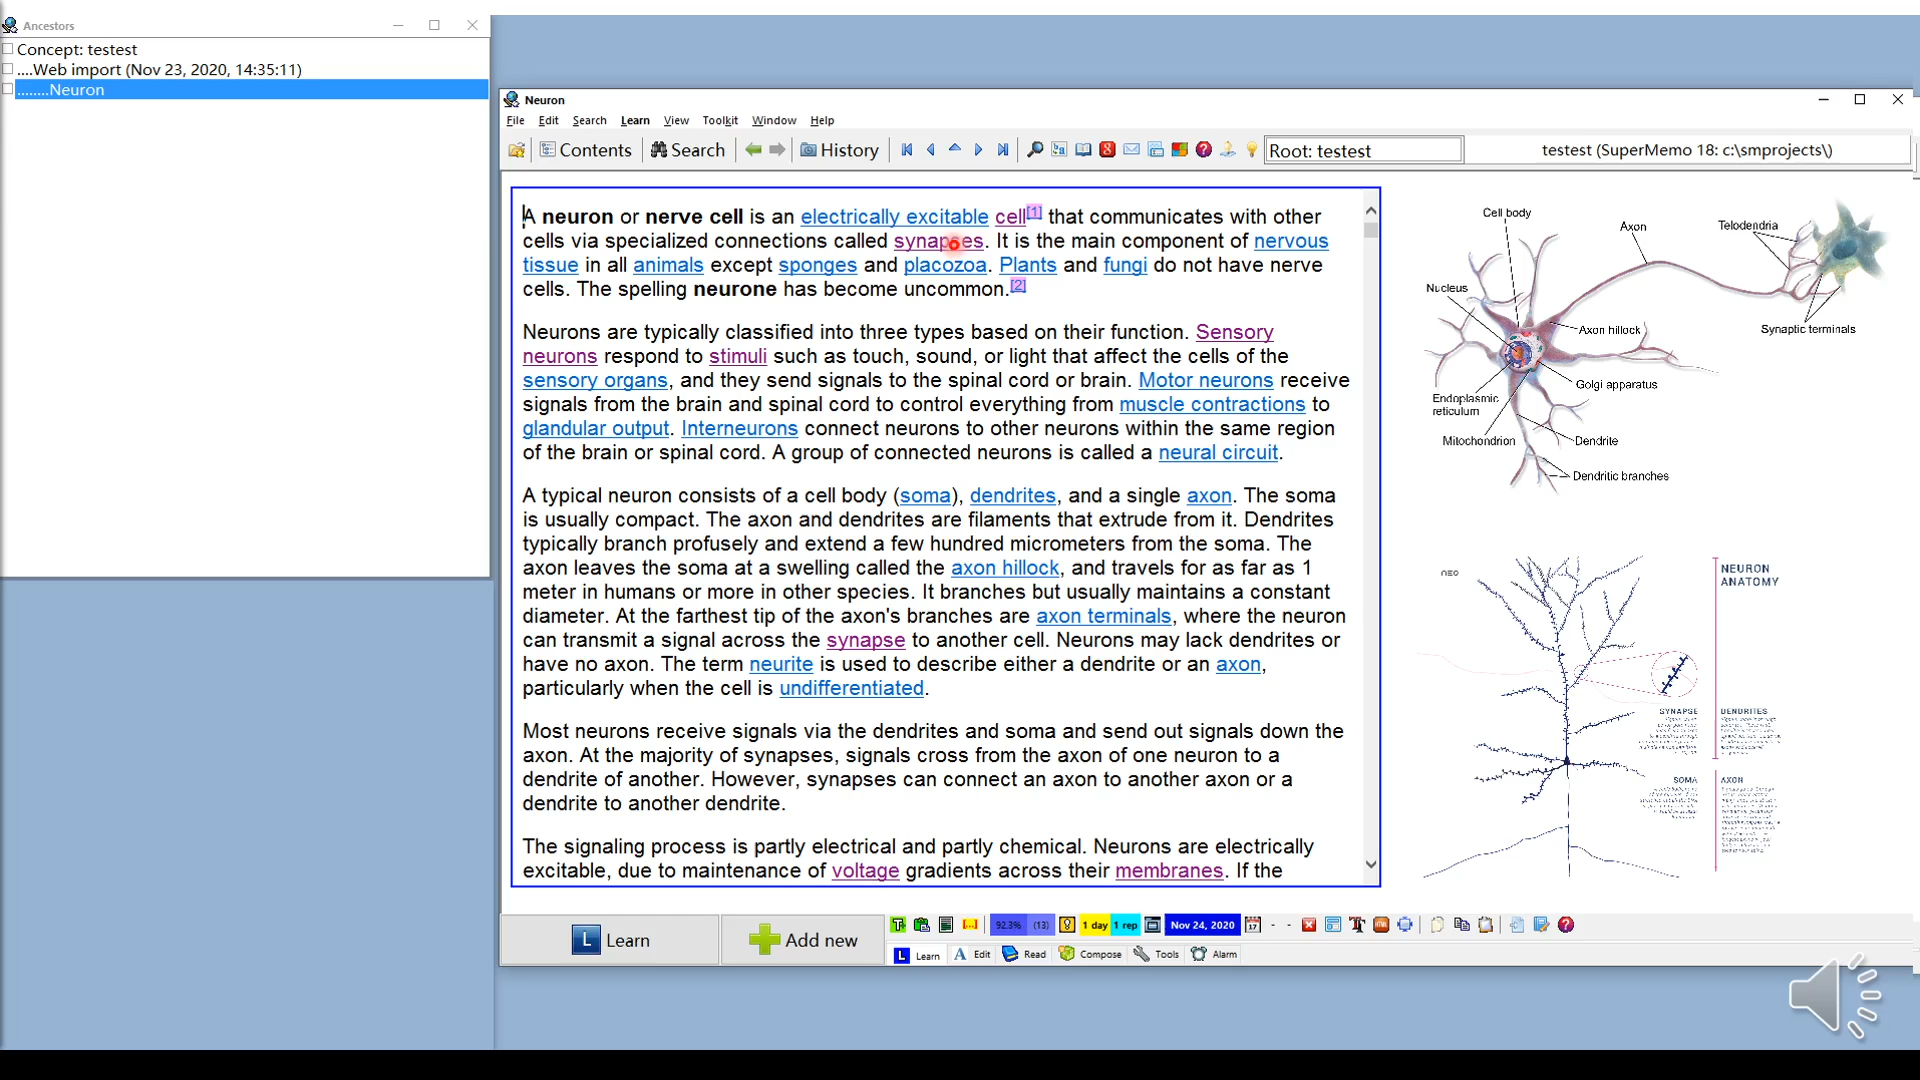 Ancestors
Concept: testest
....Web import (Nov 23, 2020, 14:35:11)
........Neuron
Neuron
File Edit Search Learn View Toolkit Window Help
Contents Search History Root: testest testest (SuperMemo 18: c:\smprojects\)
A neuron or nerve cell is an electrically excitable cell[1] that communicates with other
cells via specialized connections called synapses. It is the main component of nervous
tissue in all animals except sponges and placozoa. Plants and fungi do not have nerve
cells. The spelling neurone has become uncommon.[2]
Neurons are typically classified into three types based on their function. Sensory
neurons respond to stimuli such as touch, sound, or light that affect the cells of the
sensory organs, and they send signals to the spinal cord or brain. Motor neurons receive
signals from the brain and spinal cord to control everything from muscle contractions to
glandular output. Interneurons connect neurons to other neurons within the same region
of the brain or spinal cord. A group of connected neurons is called a neural circuit.
A typical neuron consists of a cell body (soma), dendrites, and a single axon. The soma
is usually compact. The axon and dendrites are filaments that extrude from it. Dendrites
typically branch profusely and extend a few hundred micrometers from the soma. The
axon leaves the soma at a swelling called the axon hillock, and travels for as far as 1
meter in humans or more in other species. It branches but usually maintains a constant
diameter. At the farthest tip of the axon's branches are axon terminals, where the neuron
can transmit a signal across the synapse to another cell. Neurons may lack dendrites or
have no axon. The term neurite is used to describe either a dendrite or an axon,
particularly when the cell is undifferentiated.
Most neurons receive signals via the dendrites and soma and send out signals down the
axon. At the majority of synapses, signals cross from the axon of one neuron to a
dendrite of another. However, synapses can connect an axon to another axon or a
dendrite to another dendrite.
The signaling process is partly electrical and partly chemical. Neurons are electrically
excitable, due to maintenance of voltage gradients across their membranes. If the
Cell body
Axon
Telodendria
Nucleus
Axon hillock
Synaptic terminals
Golgi apparatus
Endoplasmic
reticulum
Mitochondrion
Dendrite
Dendritic branches
NEO
NEURON
ANATOMY
SYNAPSE
DENDRITES
SOMA
AXON
Learn
Add new
92.3% (13) 1 day 1 rep Nov 24, 2020 17 - -
L Learn A Edit Read Compose Tools Alarm